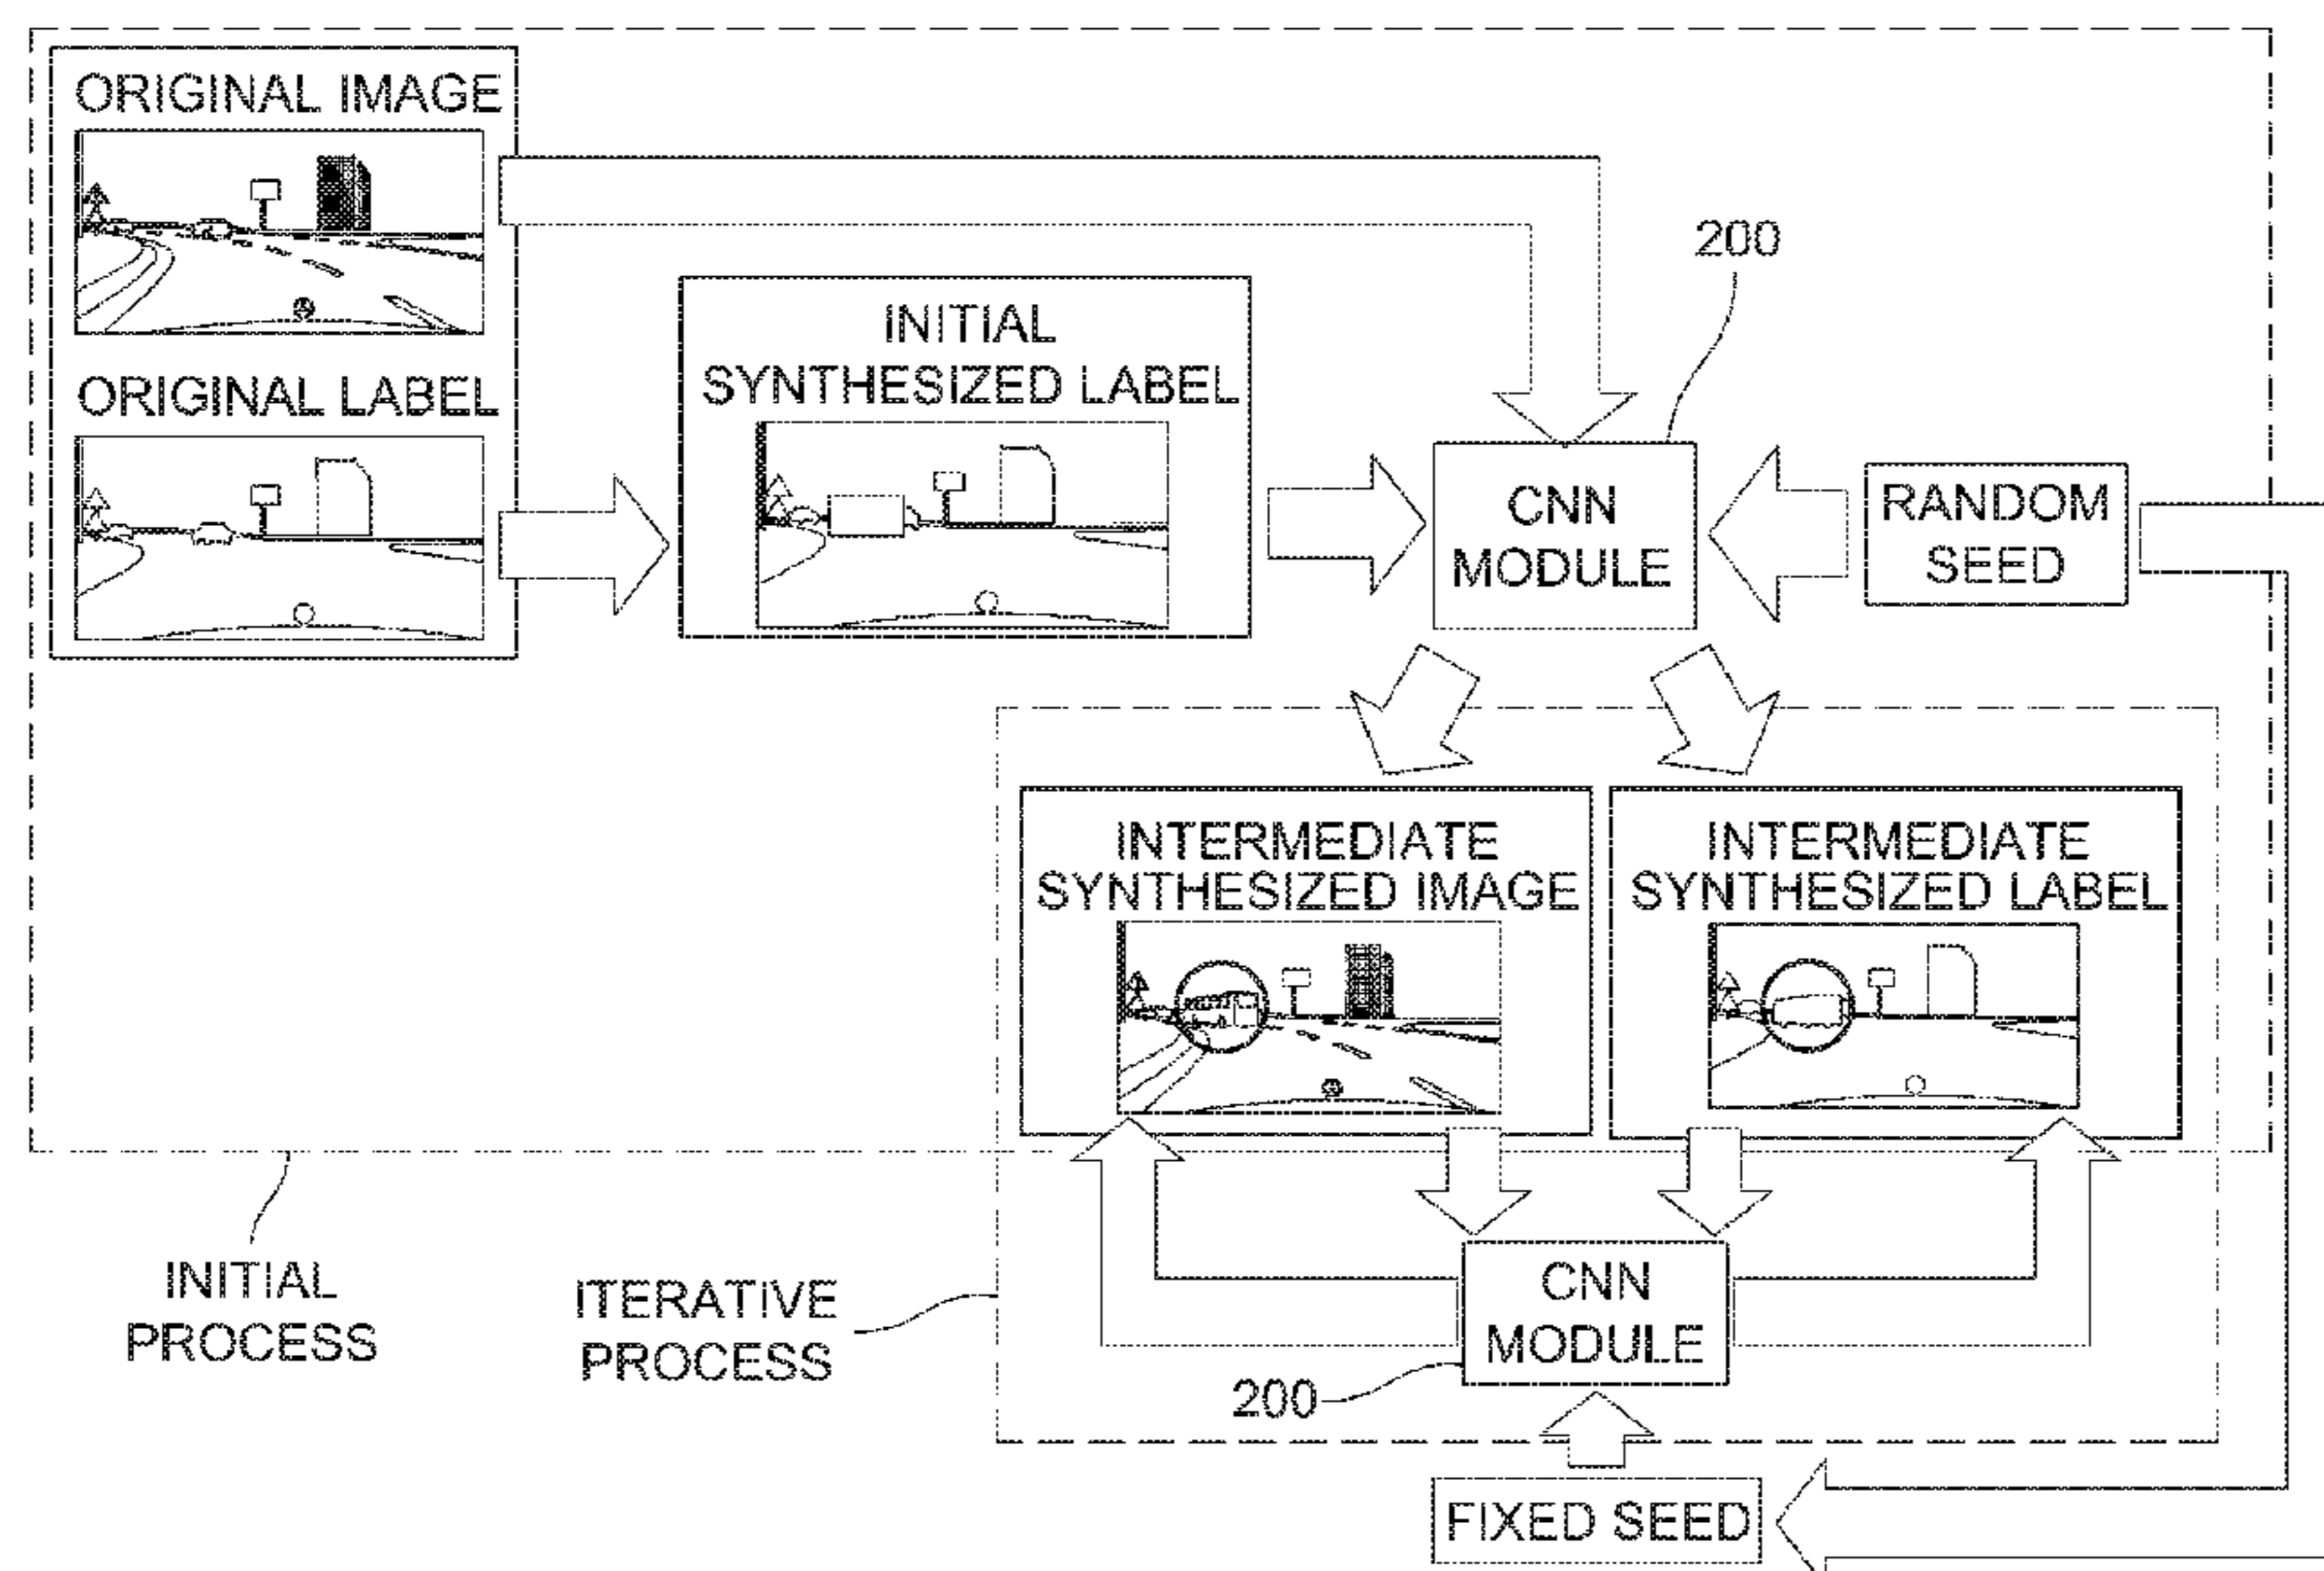 ORIGINAL IMAGE
ORIGINAL LABEL
INITIAL
SYNTHESIZED LABEL
200
CNN
MODULE
RANDOM
SEED
INTERMEDIATE
SYNTHESIZED IMAGE
INTERMEDIATE
SYNTHESIZED LABEL
INITIAL
PROCESS
ITERATIVE
PROCESS
CNN
MODULE
200
FIXED SEED